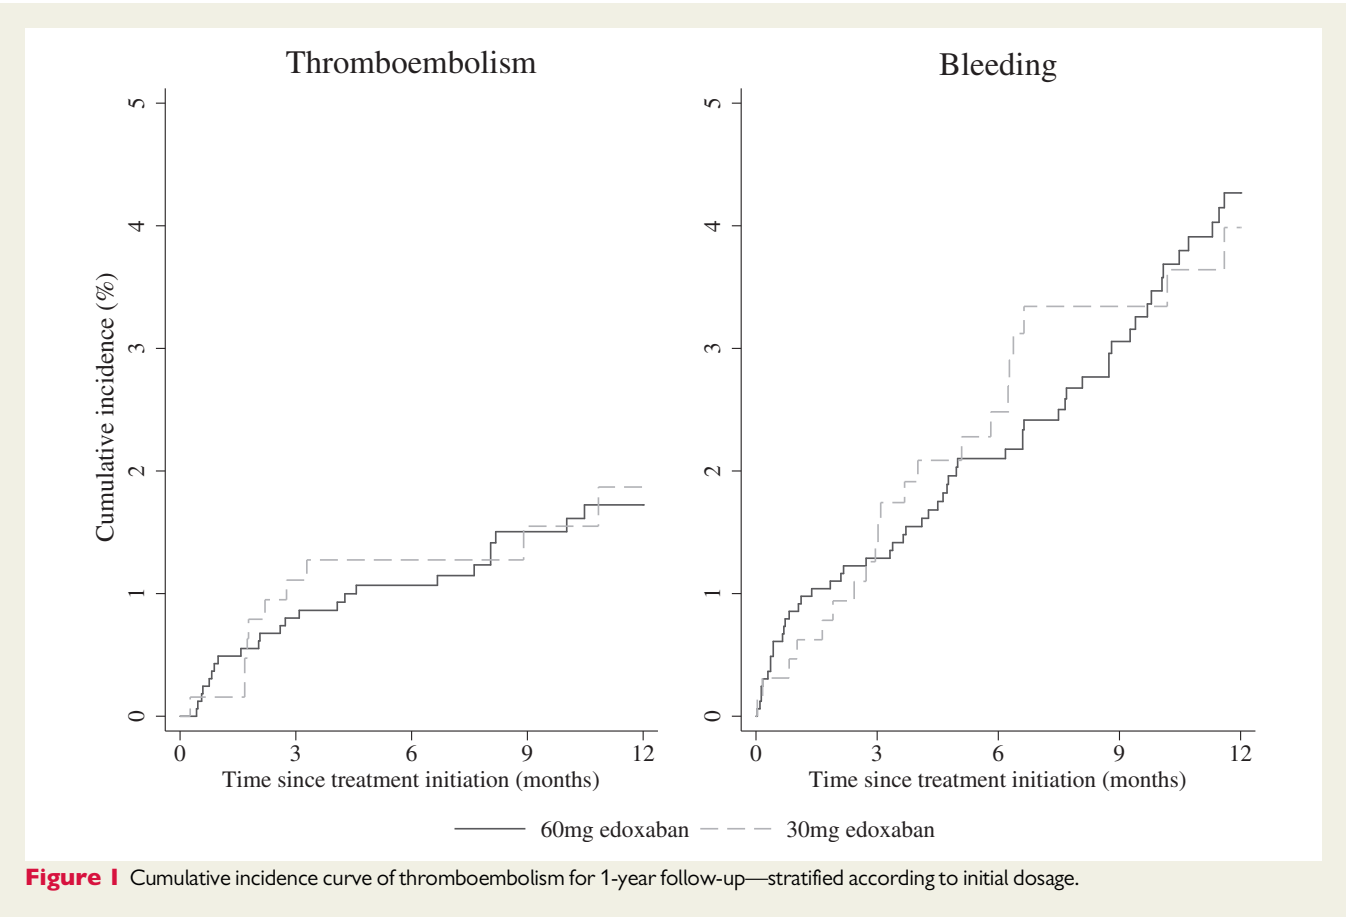 Thromboembolism
Bleeding
Cumulative incidence (%)
5
4
3
2
1
0
0 3 6 9 12
Time since treatment initiation (months)
5
4
3
2
1
0
0 3 6 9 12
Time since treatment initiation (months)
60mg edoxaban 30mg edoxaban
Figure 1 Cumulative incidence curve of thromboembolism for 1-year follow-up—stratified according to initial dosage.